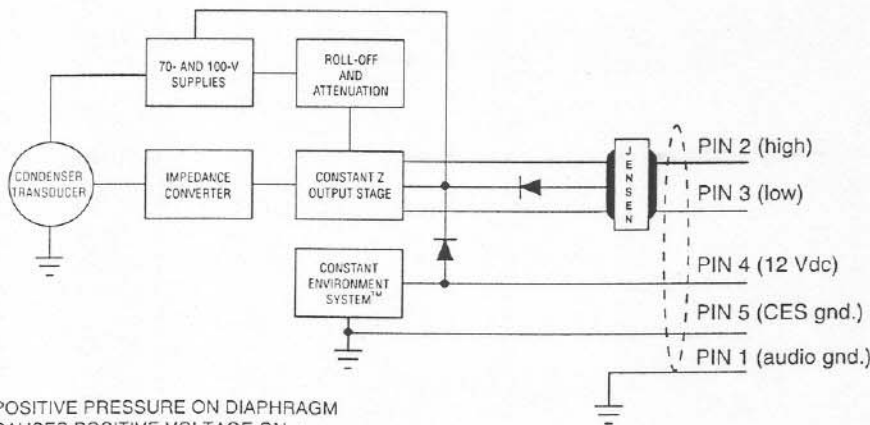 70- AND 100-V
SUPPLIES
ROLL-OFF
AND
ATTENUATION
CONDENSER
TRANSDUCER
IMPEDANCE
CONVERTER
CONSTANT Z
OUTPUT STAGE
JENSEN
PIN 2 (high)
PIN 3 (low)
CONSTANT
ENVIRONMENT
SYSTEM™
PIN 4 (12 Vdc)
PIN 5 (CES gnd.)
PIN 1 (audio gnd.)
POSITIVE PRESSURE ON DIAPHRAGM
CAUSES POSITIVE VOLTAGE ON